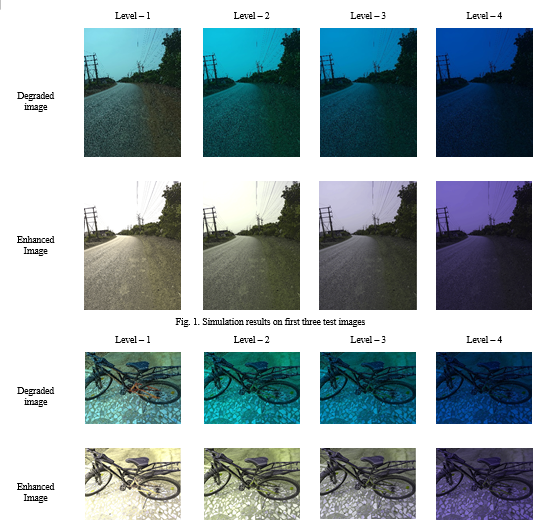 Level – 1 Level – 2 Level – 3 Level – 4
Degraded
image
Enhanced
Image
Fig. 1. Simulation results on first three test images
Level – 1 Level – 2 Level – 3 Level – 4
Degraded
image
Enhanced
Image